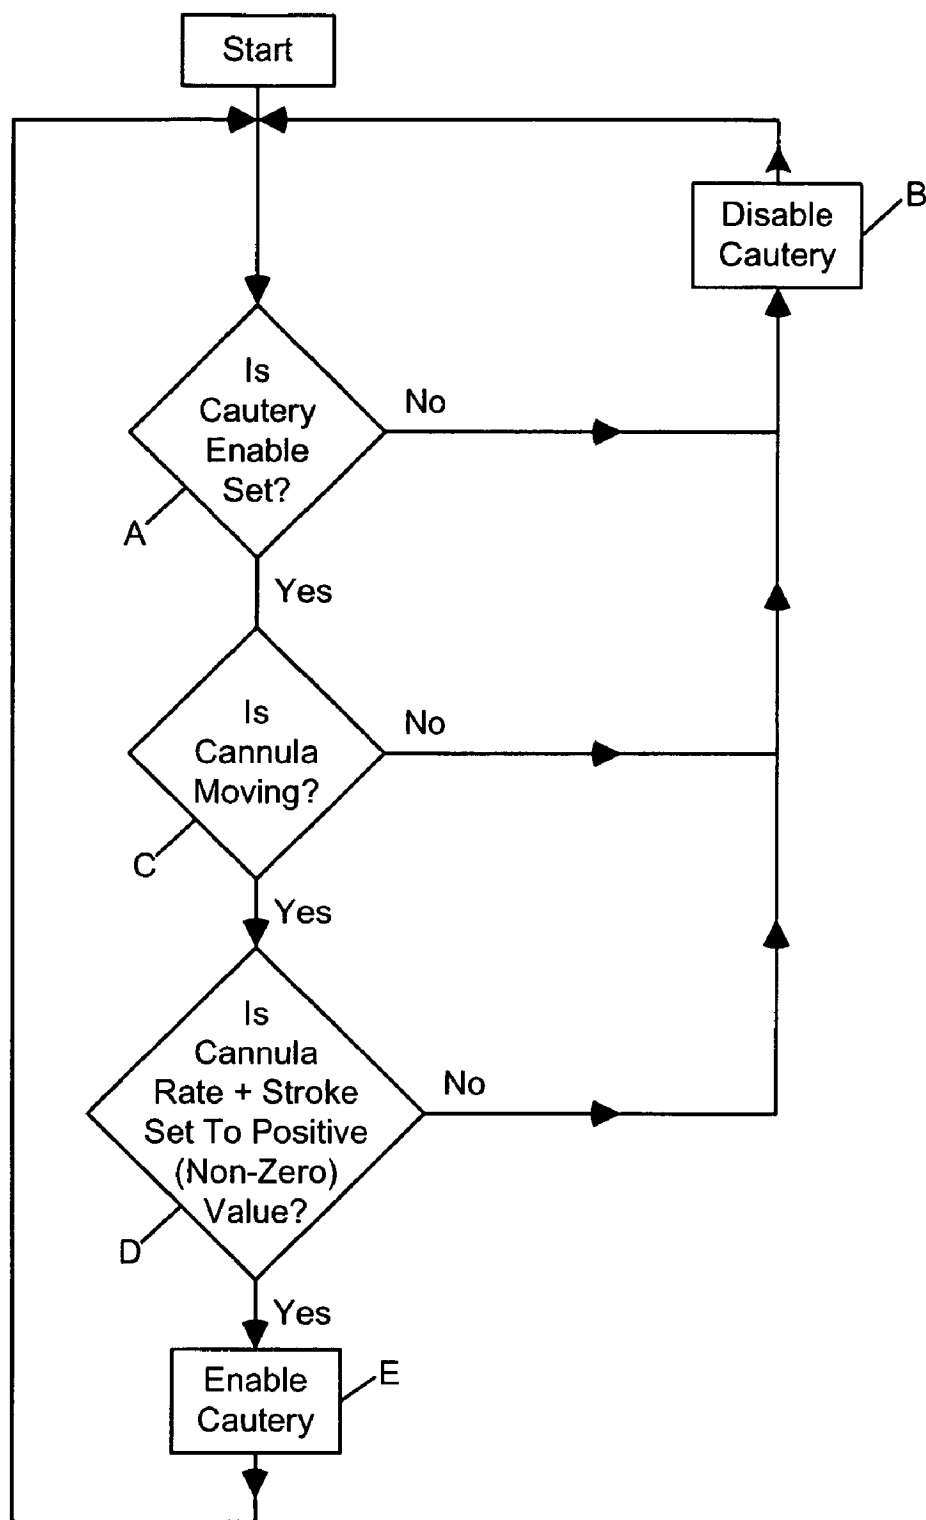 Start
Disable
Cautery
B
Is
Cautery
Enable
Set?
No
A
Yes
Is
Cannula
Moving?
No
C
Yes
Is
Cannula
Rate + Stroke
Set To Positive
(Non-Zero)
Value?
No
D
Yes
Enable
Cautery
E